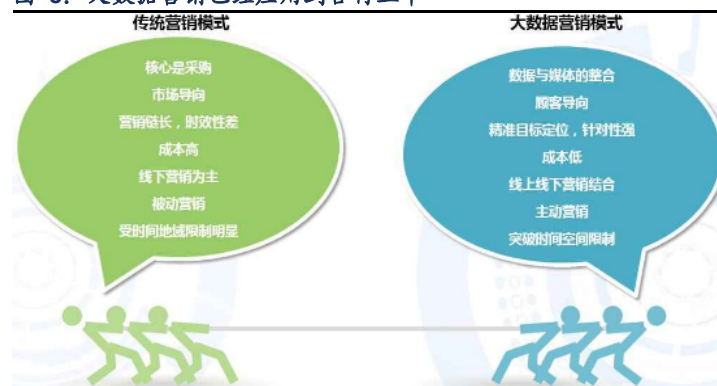 传统营销模式
核心是采购
市场导向
营销链长，时效性差
成本高
线下营销为主
被动营销
受时间地域限制明显
大数据营销模式
数据与媒体的整合
顾客导向
精准目标定位，针对性强
成本低
线上线下营销结合
主动营销
突破时间空间限制